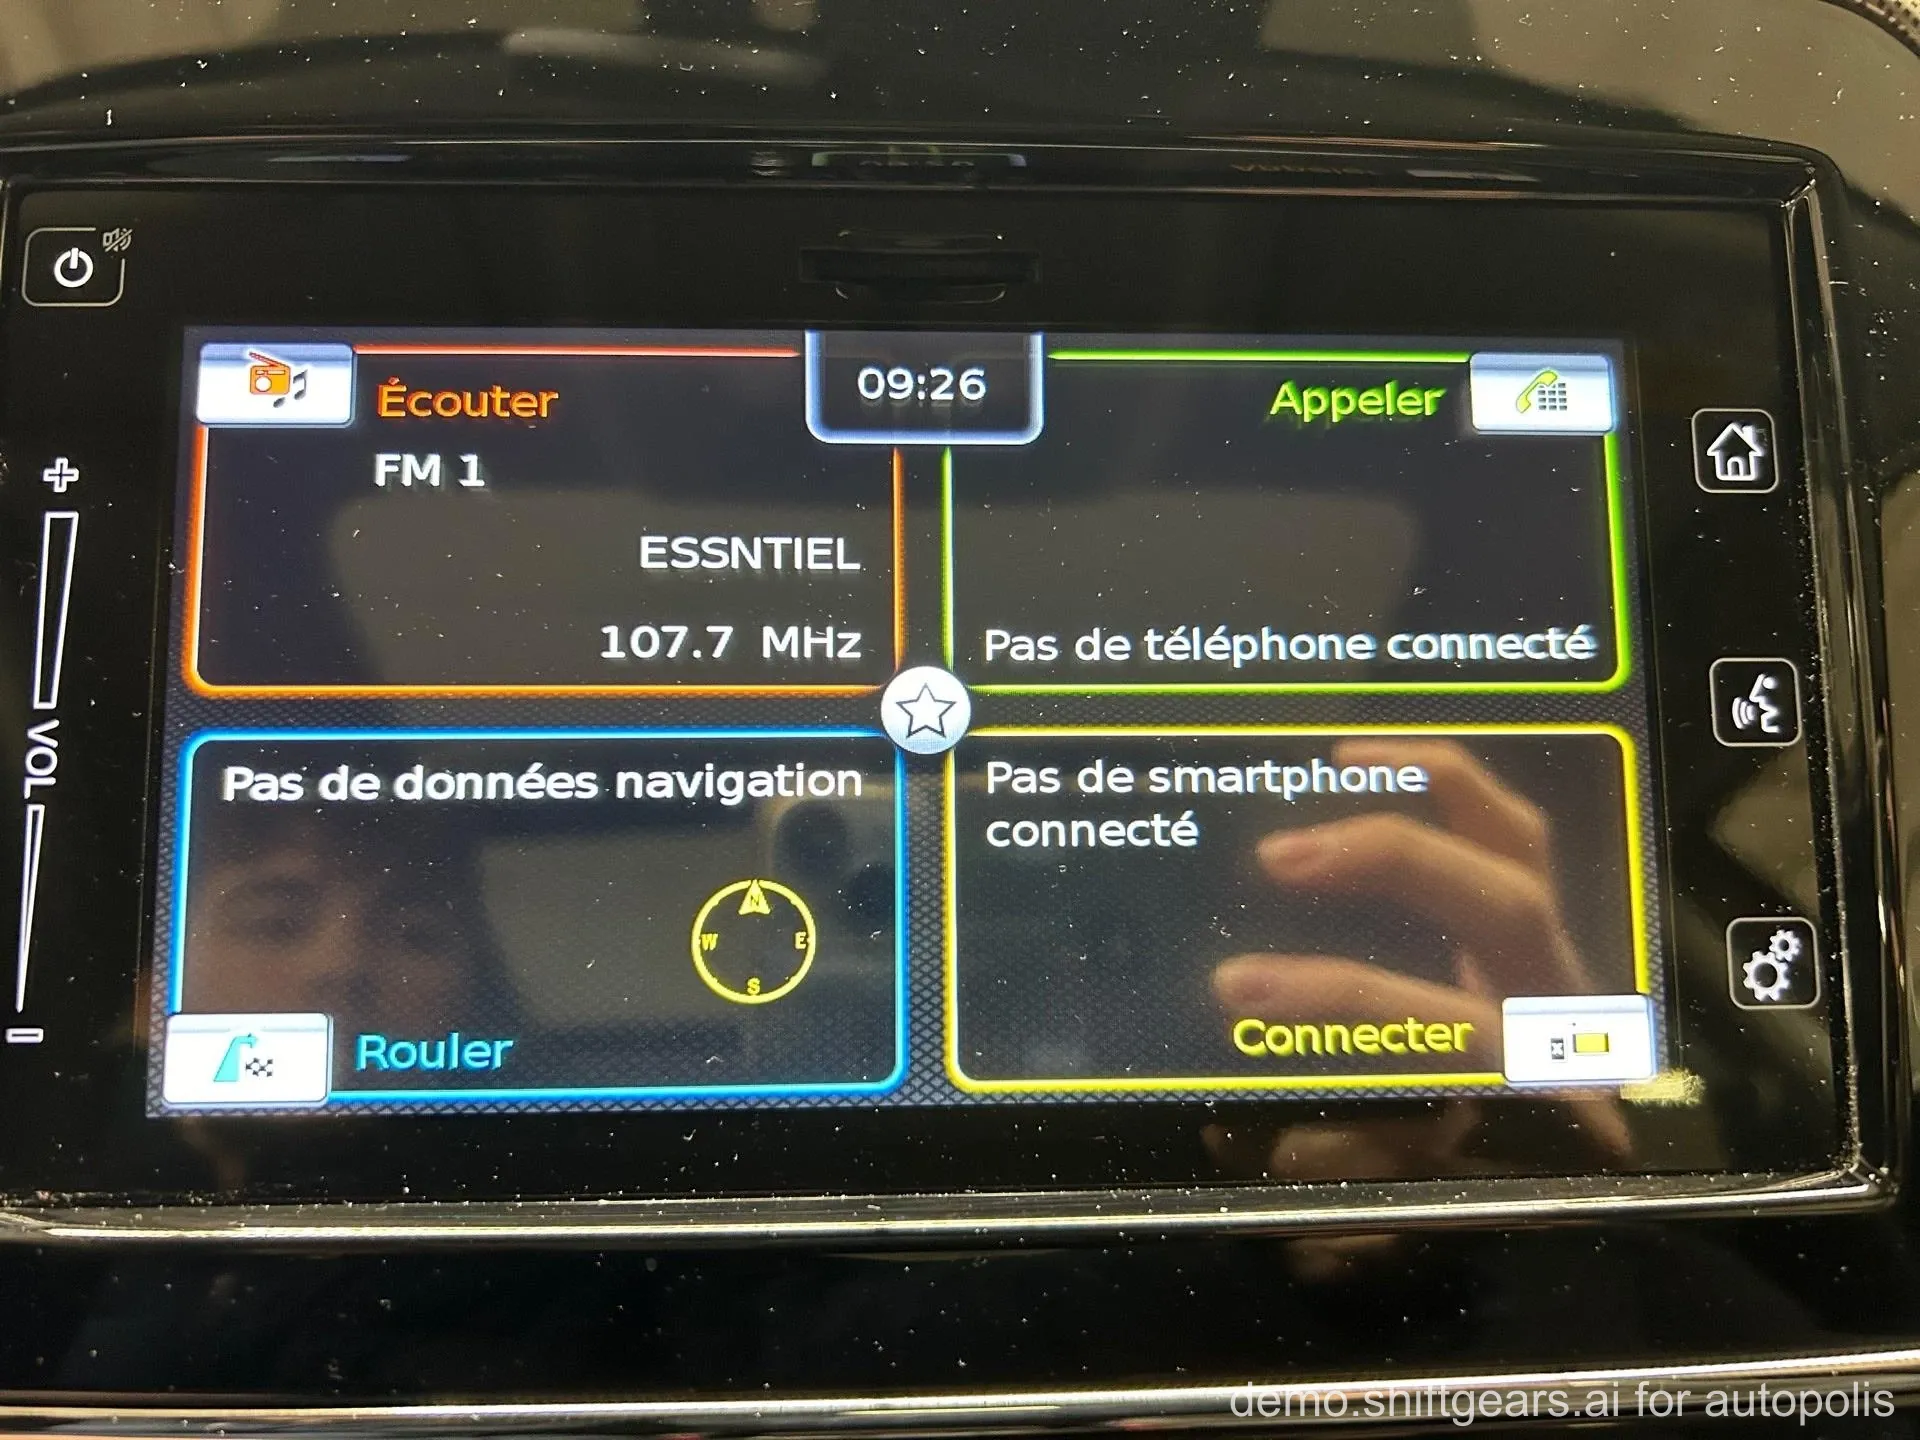 09:26
Écouter
FM 1
ESSNTIEL
107.7 MHz
Appeler
Pas de téléphone connecté
Pas de données navigation
N
W E
S
Rouler
Pas de smartphone
connecté
Connecter
VOL
demo.shiftgears.ai for autopolis